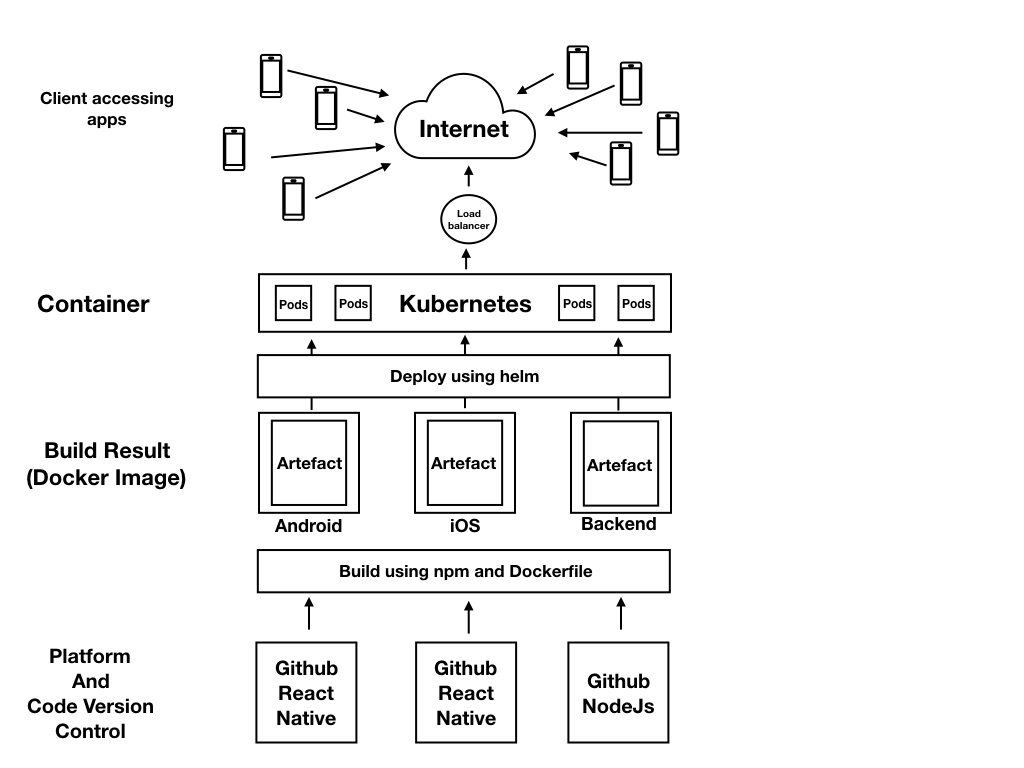 Client accessing
apps
Internet
Load
balancer
Container
Pods
Pods
Kubernetes
Pods
Pods
Deploy using helm
Build Result
(Docker Image)
Artefact
Artefact
Artefact
Android
iOS
Backend
Build using npm and Dockerfile
Platform
And
Code Version
Control
Github
React
Native
Github
React
Native
Github
NodeJs